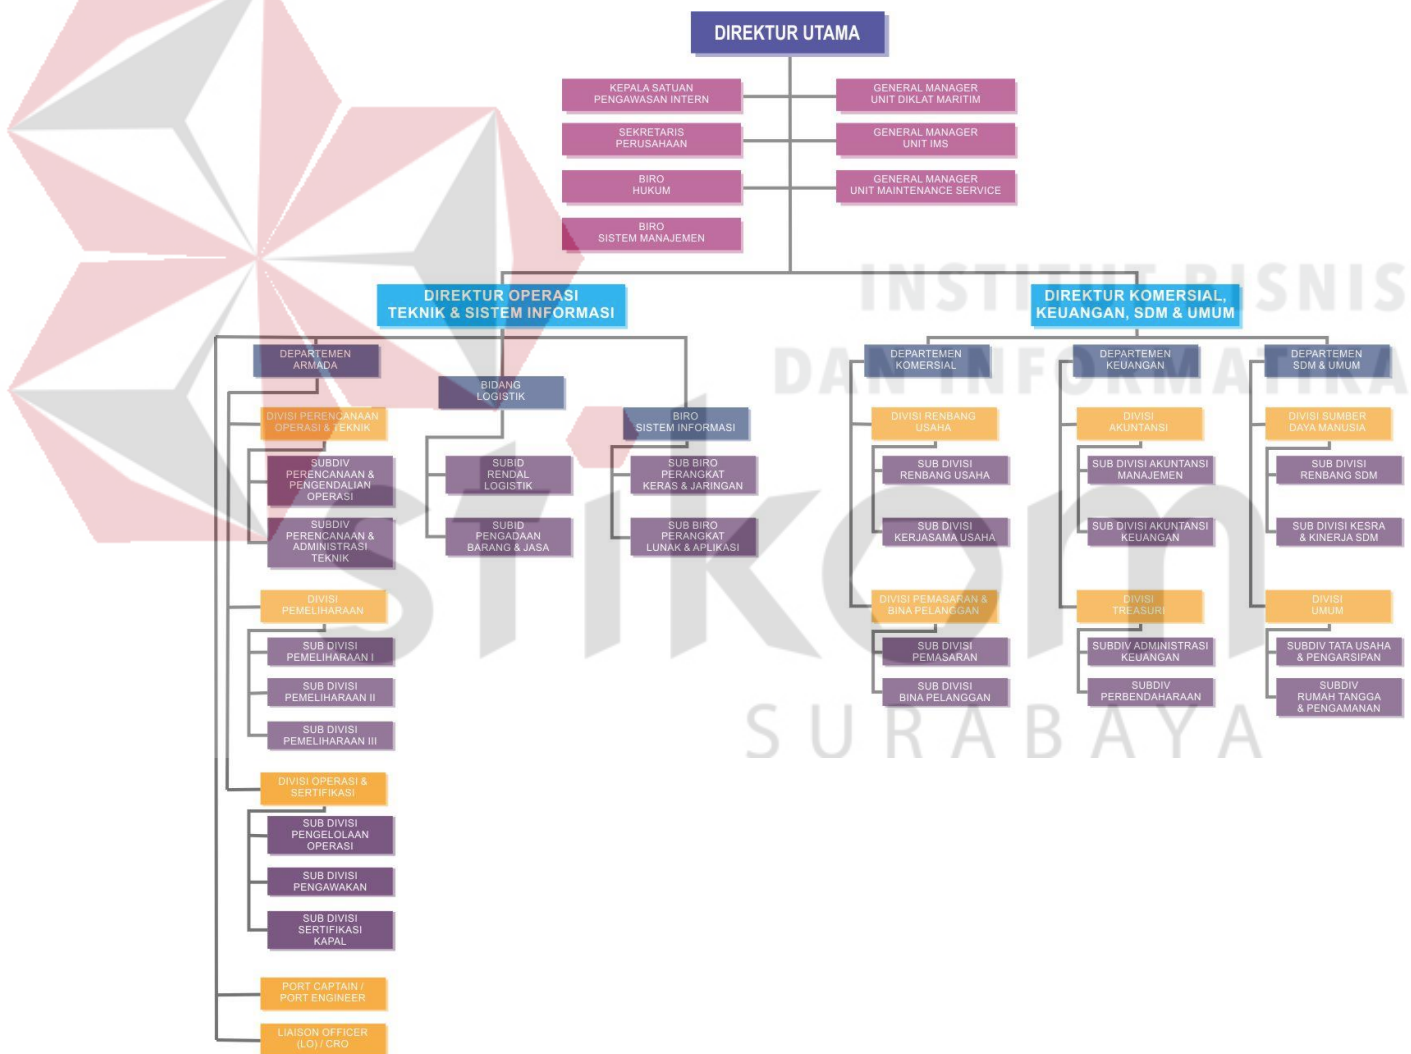 DIREKTUR UTAMA
KEPALA SATUAN
PENGAWASAN INTERN
GENERAL MANAGER
UNIT DIKLAT MARITIM
SEKRETARIS
PERUSAHAAN
GENERAL MANAGER
UNIT IMS
BIRO
HUKUM
GENERAL MANAGER
UNIT MAINTENANCE SERVICE
BIRO
SISTEM MANAJEMEN
INSTITUT BISNIS
DAN INFORMATIKA
stikom
SURABAYA
DIREKTUR OPERASI
TEKNIK & SISTEM INFORMASI
DEPARTEMEN
ARMADA
DIVISI PERENCANAAN
OPERASI & TEKNIK
SUBDIV
PERENCANAAN &
PENGENDALIAN
OPERASI
SUBDIV
PERENCANAAN &
ADMINISTRASI
TEKNIK
DIVISI
PEMELIHARAAN
SUB DIVISI
PEMELIHARAAN I
SUB DIVISI
PEMELIHARAAN II
SUB DIVISI
PEMELIHARAAN III
DIVISI OPERASI &
SERTIFIKASI
SUB DIVISI
PENGELOLAAN
OPERASI
SUB DIVISI
PENGAWAKAN
SUB DIVISI
SERTIFIKASI
KAPAL
PORT CAPTAIN /
PORT ENGINEER
LIAISON OFFICER
(LO) / CRO
BIDANG
LOGISTIK
SUBID
RENDAL
LOGISTIK
SUBID
PENGADAAN
BARANG & JASA
BIRO
SISTEM INFORMASI
SUB BIRO
PERANGKAT
KERAS & JARINGAN
SUB BIRO
PERANGKAT
LUNAK & APLIKASI
DIREKTUR KOMERSIAL,
KEUANGAN, SDM & UMUM
DEPARTEMEN
KOMERSIAL
DIVISI RENBANG
USAHA
SUB DIVISI
RENBANG USAHA
SUB DIVISI
KERJASAMA USAHA
DIVISI PEMASARAN &
BINA PELANGGAN
SUB DIVISI
PEMASARAN
SUB DIVISI
BINA PELANGGAN
DEPARTEMEN
KEUANGAN
DIVISI
AKUNTANSI
SUB DIVISI AKUNTANSI
MANAJEMEN
SUB DIVISI AKUNTANSI
KEUANGAN
DIVISI
TREASURI
SUBDIV ADMINISTRASI
KEUANGAN
SUBDIV
PERBENDAHARAAN
DEPARTEMEN
SDM & UMUM
DIVISI SUMBER
DAYA MANUSIA
SUB DIVISI
RENBANG SDM
SUB DIVISI KESRA
& KINERJA SDM
DIVISI
UMUM
SUBDIV TATA USAHA
& PENGARSIPAN
SUBDIV
RUMAH TANGGA
& PENGAMANAN